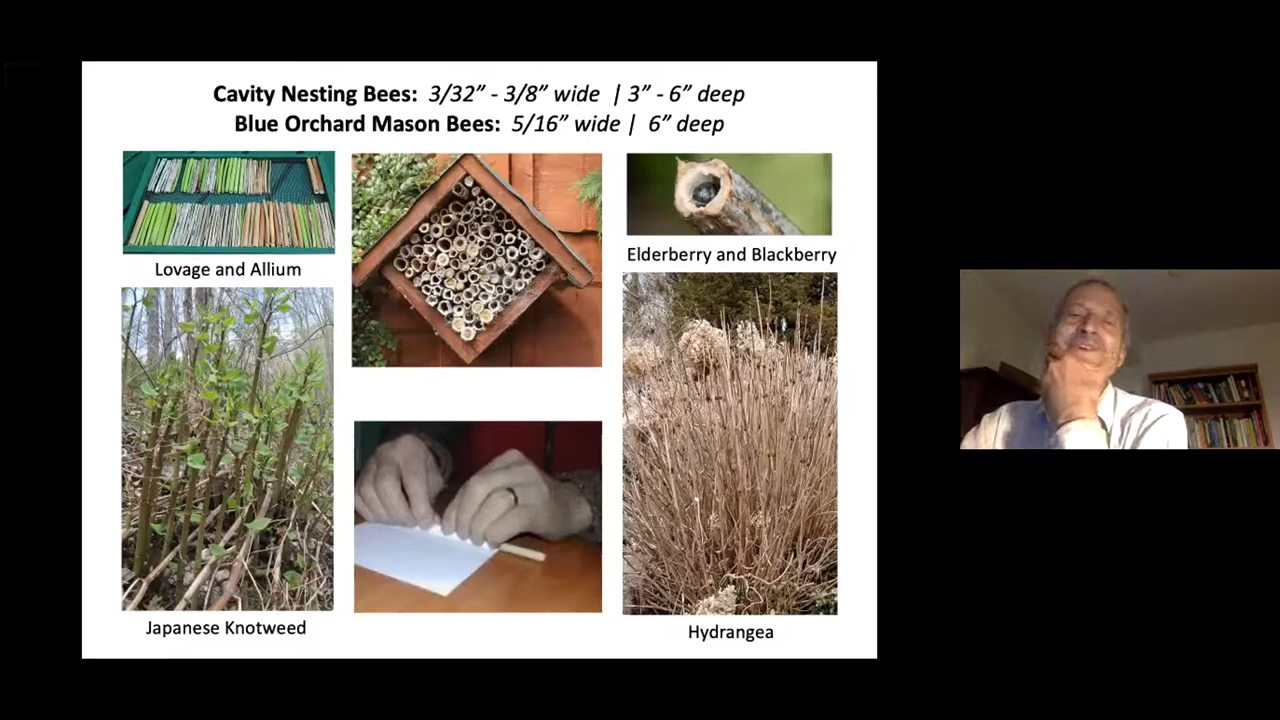 Cavity Nesting Bees: 3/32” - 3/8” wide | 3” - 6” deep
Blue Orchard Mason Bees: 5/16” wide | 6” deep
Lovage and Allium
Elderberry and Blackberry
Japanese Knotweed
Hydrangea